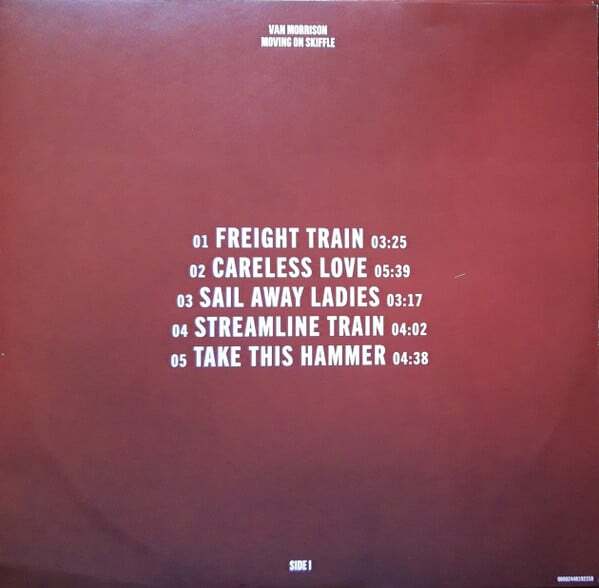 VAN MORRISON
MOVING ON SKIFFLE
01 FREIGHT TRAIN 03:25
02 CARELESS LOVE 05:39
03 SAIL AWAY LADIES 03:17
04 STREAMLINE TRAIN 04:02
05 TAKE THIS HAMMER 04:38
SIDE 1